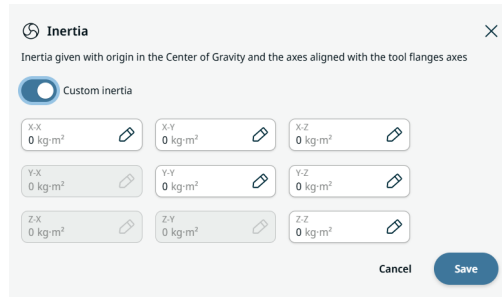 Inertia
Inertia given with origin in the Center of Gravity and the axes aligned with the tool flanges axes
Custom inertia
X-X
0 kg·m²
X-Y
0 kg·m²
X-Z
0 kg·m²
Y-X
0 kg·m²
Y-Y
0 kg·m²
Y-Z
0 kg·m²
Z-X
0 kg·m²
Z-Y
0 kg·m²
Z-Z
0 kg·m²
Cancel
Save